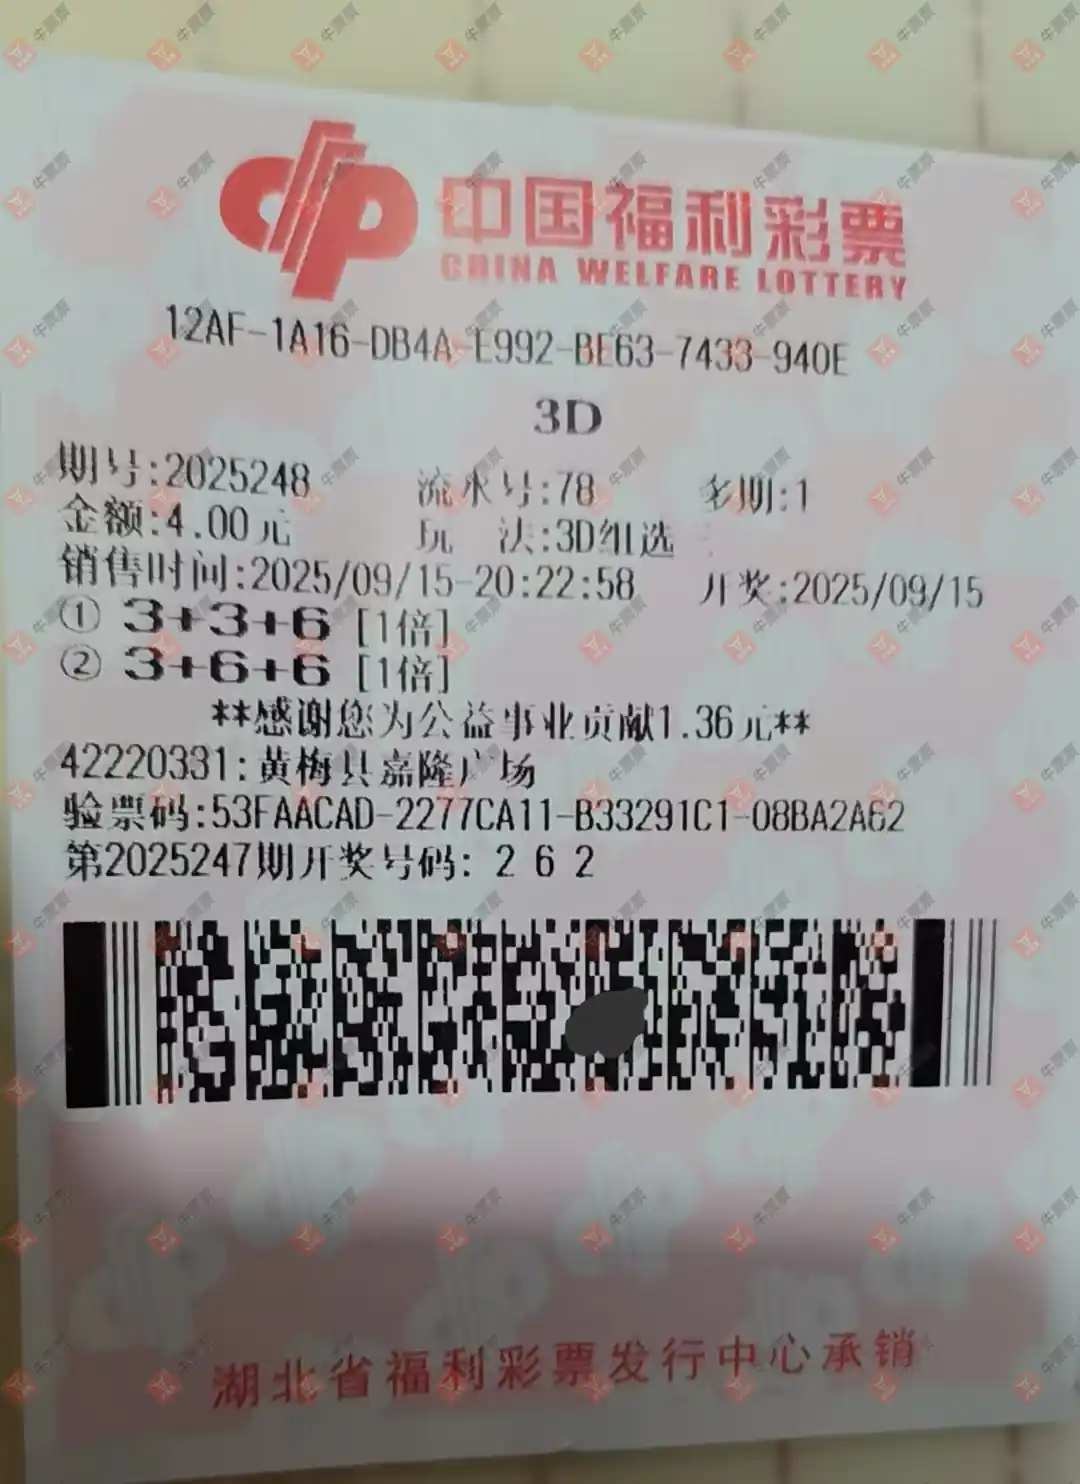 中国福利彩票
CHINA WELFARE LOTTERY
12AF-1A16-DB4A-E992-BE63-7433-940E
3D
期号:2025248 流水号:78 多期:1
金额:4.00元 玩 法:3D组选三
销售时间:2025/09/15-20:22:58 开奖:2025/09/15
① 3+3+6 [1倍]
② 3+6+6 [1倍]
**感谢您为公益事业贡献1.36元**
42220331:黄梅县嘉隆广场
验票码:53FAACAD-2277CA11-B33291C1-08BA2A62
第2025247期开奖号码: 2 6 2
湖北省福利彩票发行中心承销
牛票票